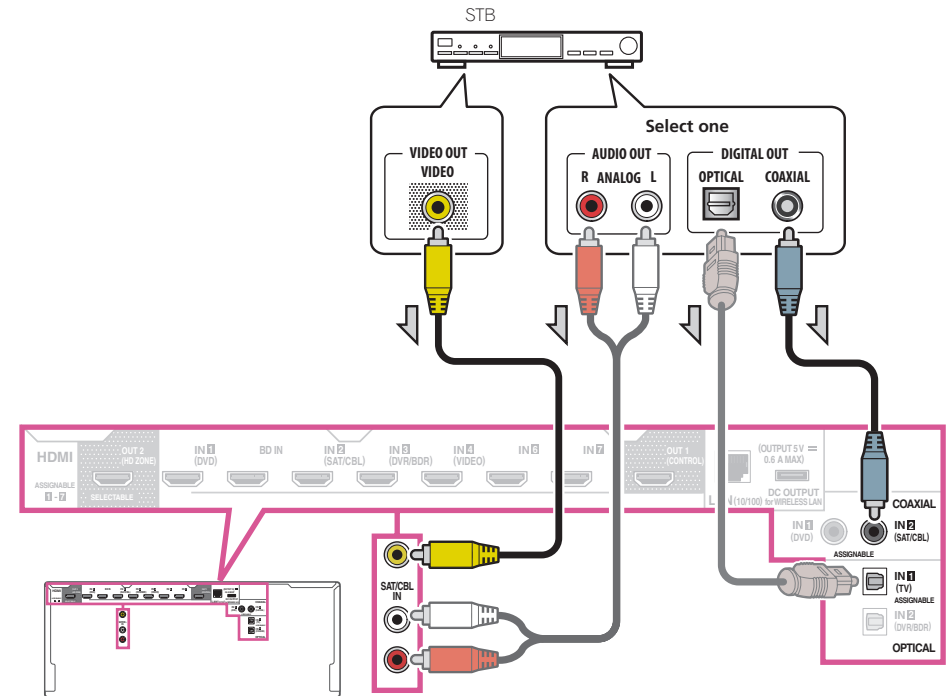 STB
Select one
VIDEO OUT
VIDEO
AUDIO OUT
R ANALOG L
DIGITAL OUT
OPTICAL COAXIAL
HDMI
ASSIGNABLE
1 - 7
OUT 2
(HD ZONE)
SELECTABLE
IN 1
(DVD)
BD IN
IN 2
(SAT/CBL)
IN 3
(DVR/BDR)
IN 4
(VIDEO)
IN 6
IN 7
OUT 1
(CONTROL)
(10/100)
(OUTPUT 5 V
0.6 A MAX)
DC OUTPUT
for WIRELESS LAN
COAXIAL
IN 1
(DVD)
IN 2
(SAT/CBL)
ASSIGNABLE
SAT/CBL
IN
IN 1
(TV)
ASSIGNABLE
IN 2
(DVR/BDR)
OPTICAL